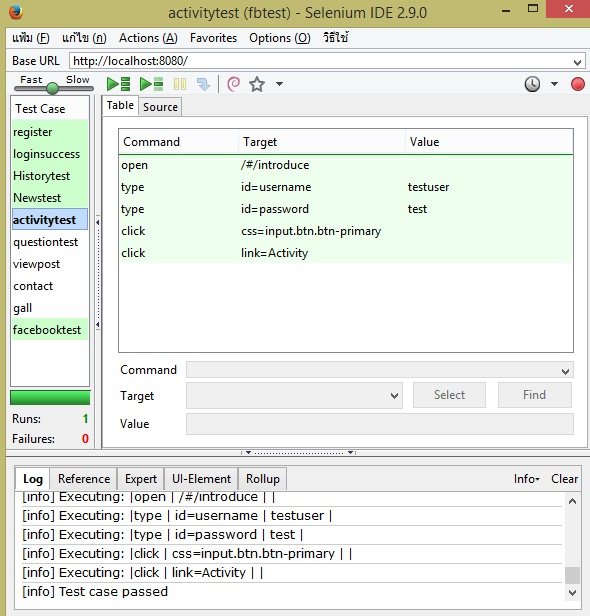 activitytest (fbtest) - Selenium IDE 2.9.0
แฟ้ม (F) แก้ไข (ก) Actions (A) Favorites Options (O) วิธีใช้
Base URL http://localhost:8080/
Fast Slow
Test Case
register
loginsuccess
Historytest
Newstest
activitytest
questiontest
viewpost
contact
gall
facebooktest
Runs: 1
Failures: 0
Table Source
Command Target Value
open /#/introduce
type id=username testuser
type id=password test
click css=input.btn.btn-primary
click link=Activity
Command
Target Select Find
Value
Log Reference Expert UI-Element Rollup Info Clear
[info] Executing: |open | /#/introduce | |
[info] Executing: |type | id=username | testuser |
[info] Executing: |type | id=password | test |
[info] Executing: |click | css=input.btn.btn-primary | |
[info] Executing: |click | link=Activity | |
[info] Test case passed